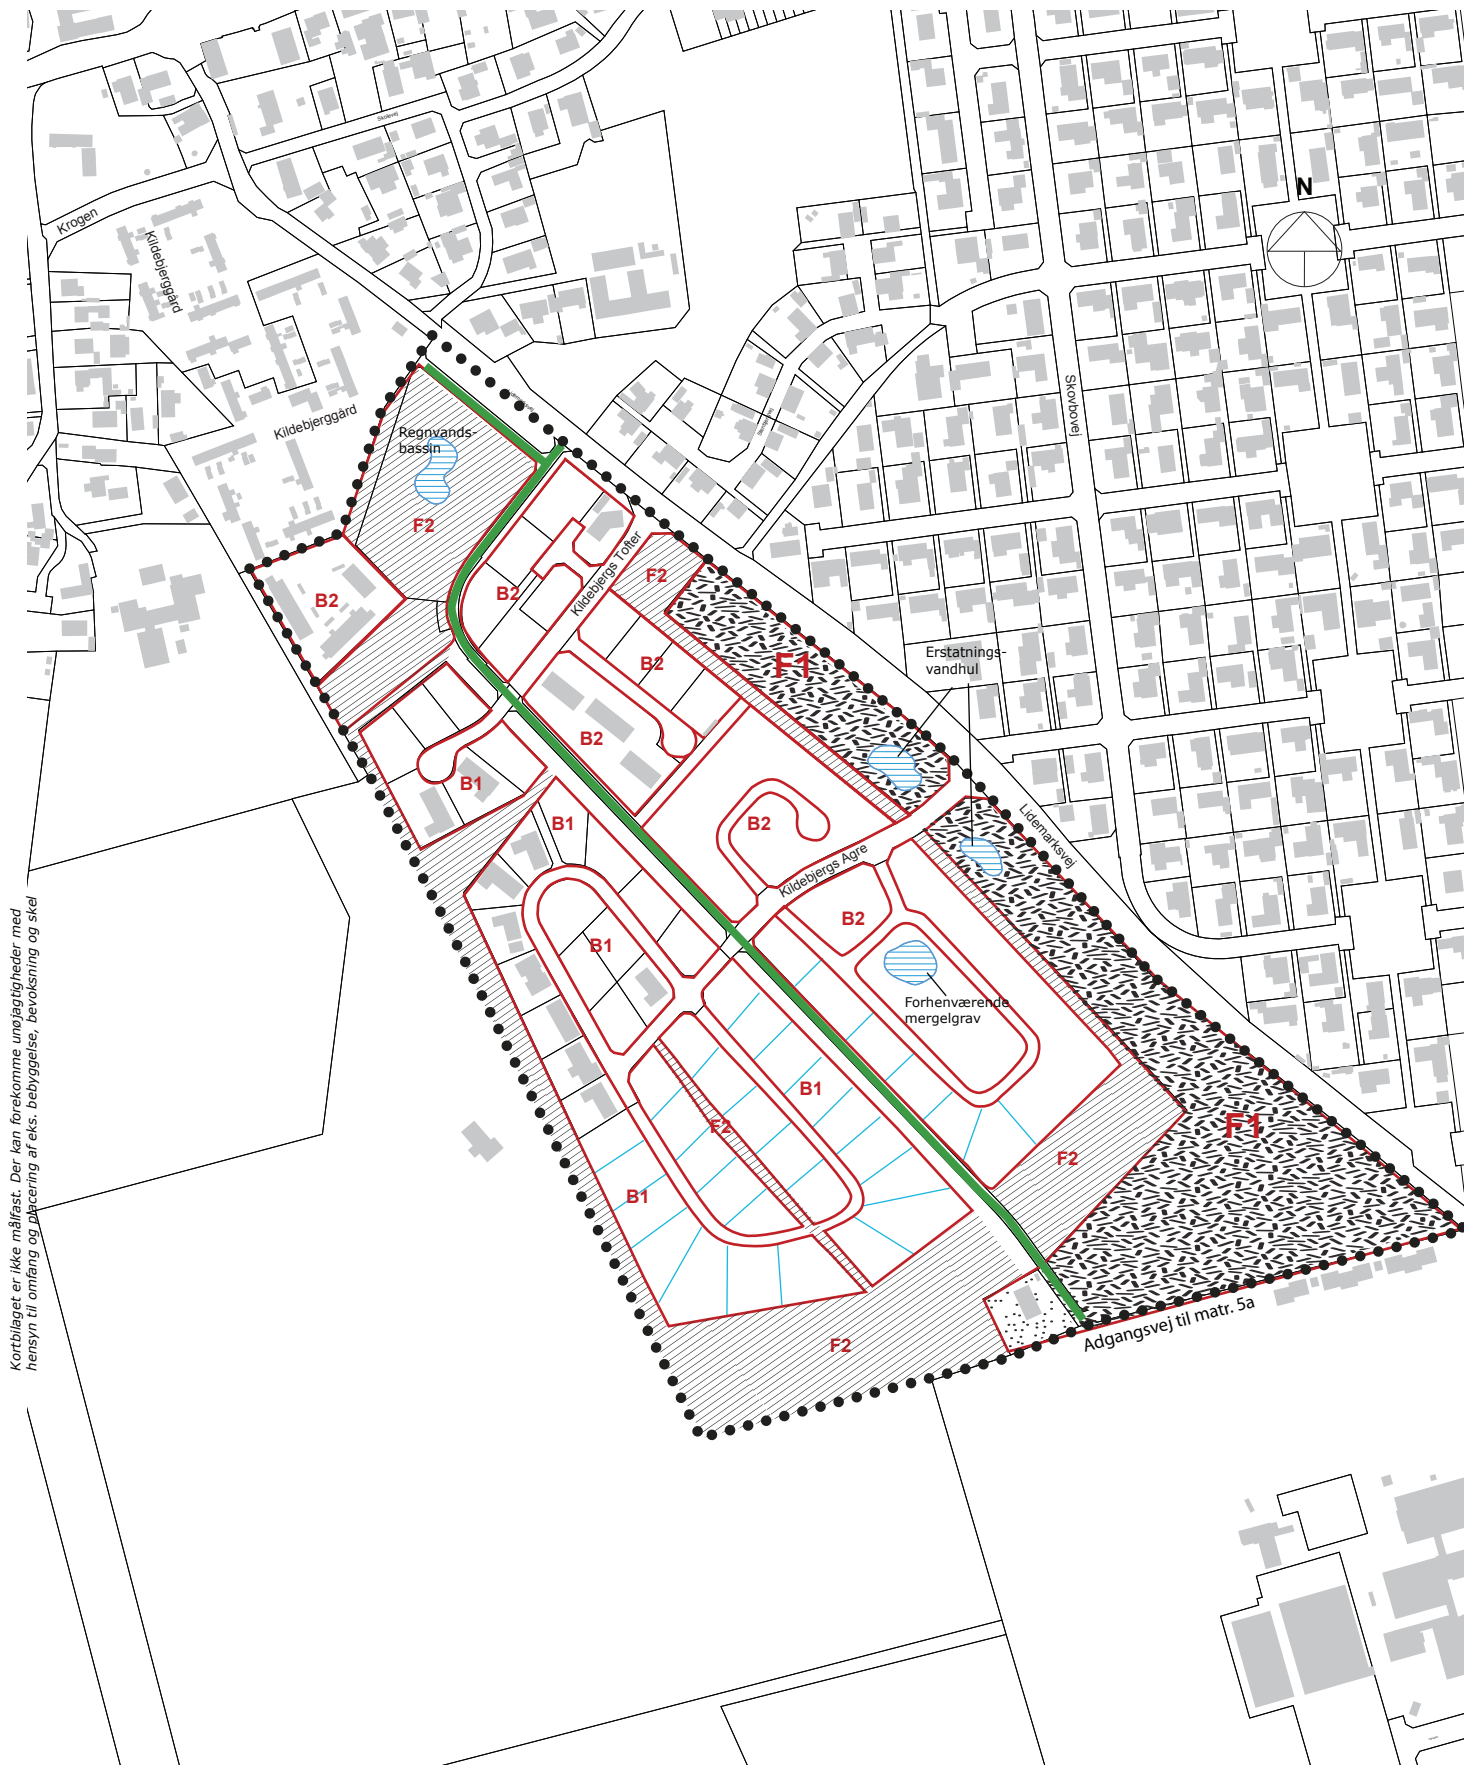 Skolevej
N
Krogen
Kildebjerggård
Skovbovej
Kildebjerggård
Regnvands-
bassin
F2
Kildebjergs Tofter
F2
B2
B2
B2
Erstatnings-
vandhul
F1
B2
B1
B1
B2
Lidemarksvej
Kildebjergs Agre
B2
B1
Forhenværende
mergelgrav
B1
F2
F1
F2
B1
Adgangsvej til matr. 5a
F2
Kortbilaget er ikke målfast. Der kan forekomme unøjagtigheder med
hensyn til omfang og placering af eks. bebyggelse, bevoksning og skel